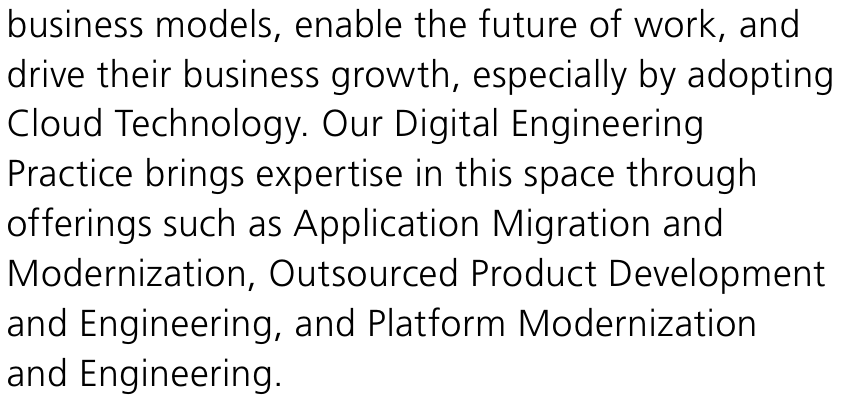 business models, enable the future of work, and
drive their business growth, especially by adopting
Cloud Technology. Our Digital Engineering
Practice brings expertise in this space through
offerings such as Application Migration and
Modernization, Outsourced Product Development
and Engineering, and Platform Modernization
and Engineering.